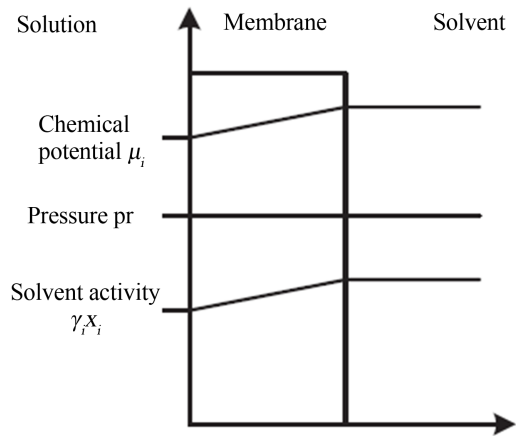 Solution
Membrane
Solvent
Chemical
potential μᵢ
Pressure pr
Solvent activity
γᵢxᵢ